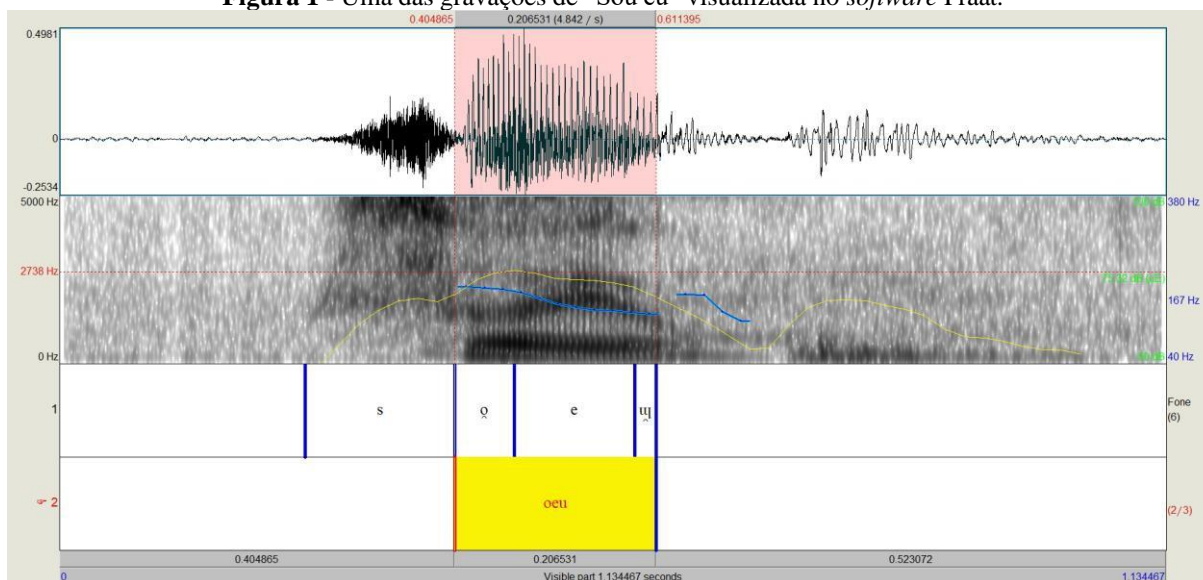 Figura 1 - Uma das gravações de "Sou eu" visualizada no software Praat.
0.404865 0.206531 (4.842 / s) 0.611395
0.4981
0
-0.2534
5000 Hz 380 Hz
2738 Hz
167 Hz
0 Hz 40 Hz
1 s o̯ e ɯ̯ Fone
(6)
2 oeu (2/3)
0.404865 0.206531 0.523072
0 Visible part 1.134467 seconds 1.134467